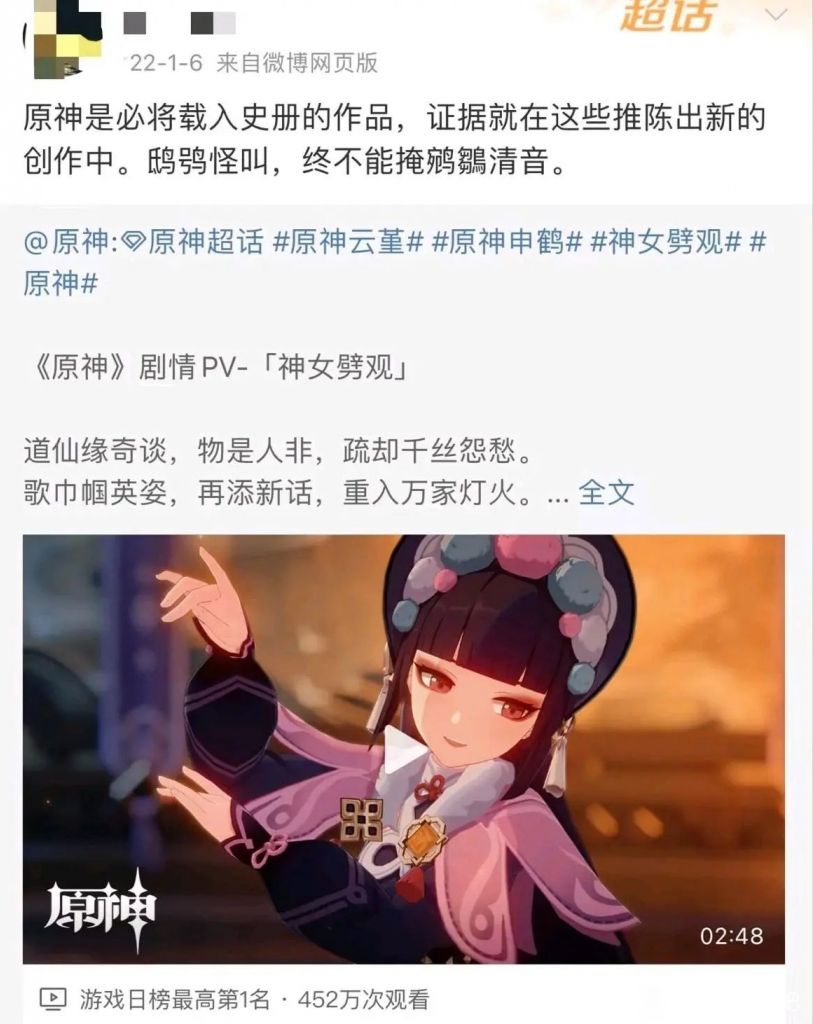 超话
22-1-6 来自微博网页版
原神是必将载入史册的作品，证据就在这些推陈出新的
创作中。鸱鸮怪叫，终不能掩鹓鶵清音。
@原神:原神超话 #原神云堇# #原神申鹤# #神女劈观# #
原神#
《原神》剧情PV-「神女劈观」
道仙缘奇谈，物是人非，疏却千丝怨愁。
歌巾帼英姿，再添新话，重入万家灯火。... 全文
原神
02:48
游戏日榜最高第1名 · 452万次观看